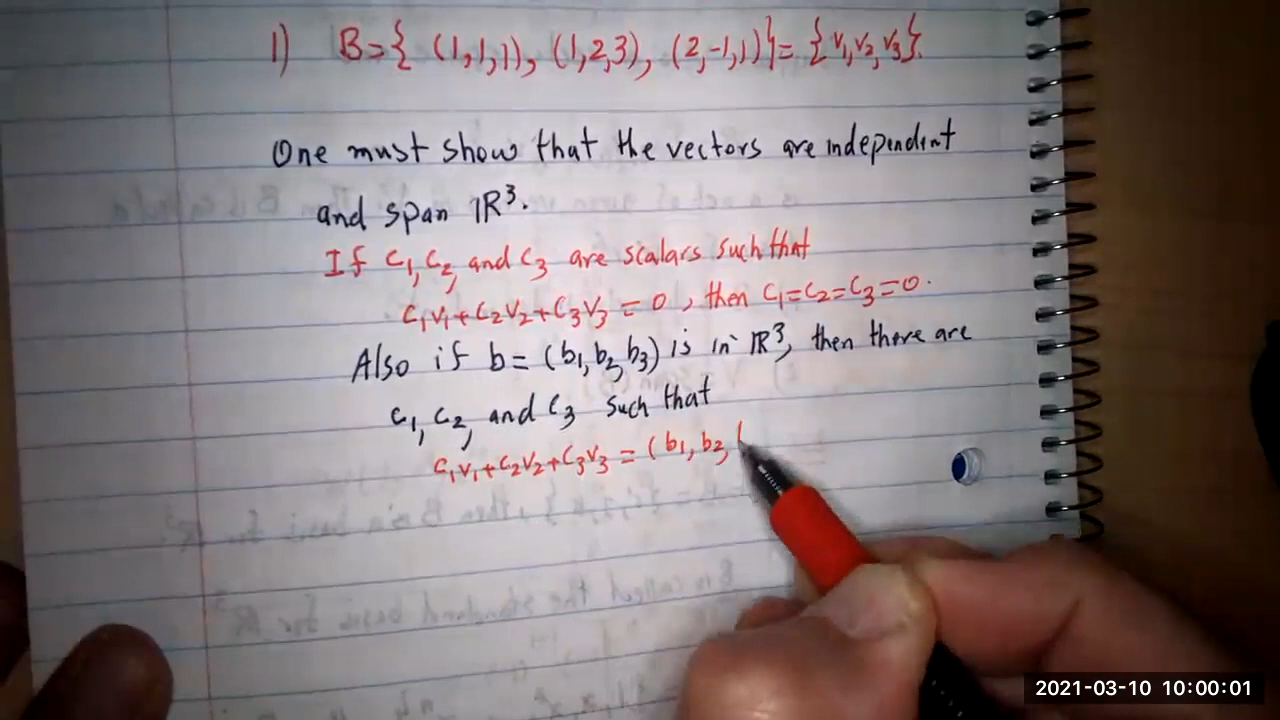 1) B={ (1,1,1), (1,2,3), (2,-1,1)}= {v₁,v₂,v₃}.
One must show that the vectors are independent
and span ℝ³.
If c₁,c₂, and c₃ are scalars such that
c₁v₁+c₂v₂+c₃v₃ = 0, then c₁=c₂=c₃=0.
Also if b = (b₁,b₂,b₃) is in ℝ³, then there are
c₁, c₂, and c₃ such that
c₁v₁+c₂v₂+c₃v₃ = (b₁, b₂,
2021-03-10 10:00:01